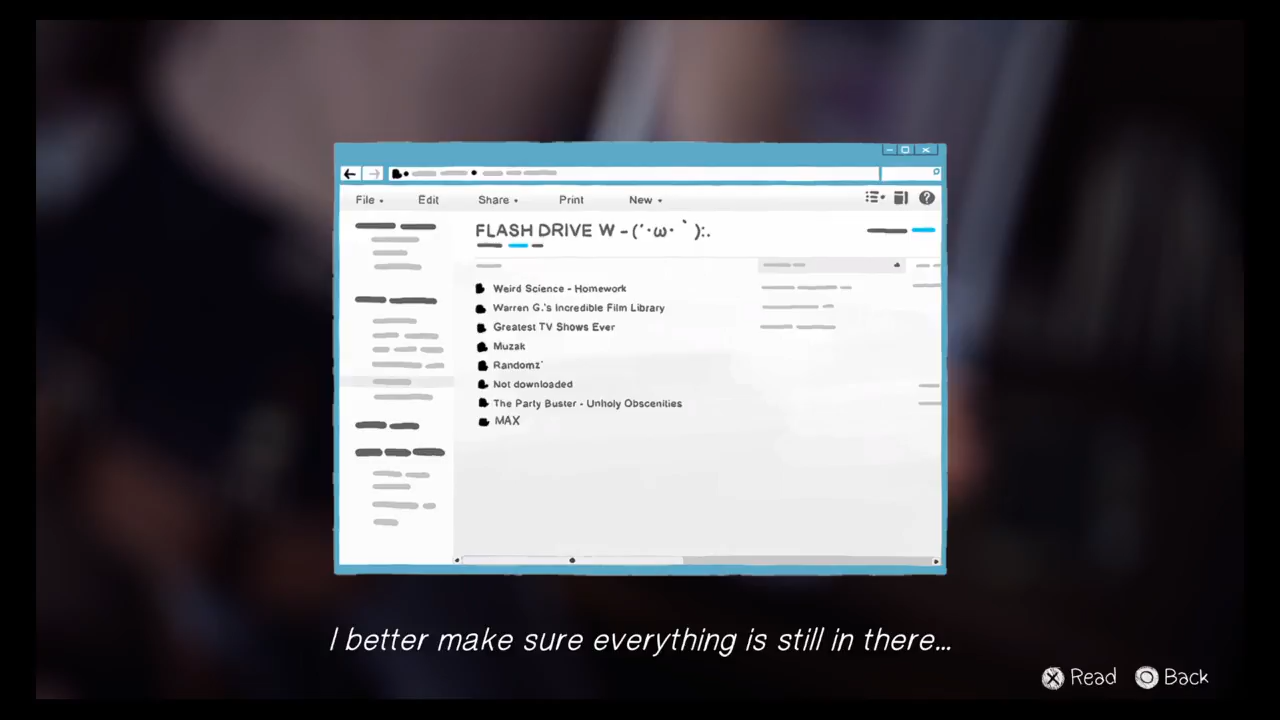 File
Edit
Share
Print
New
FLASH DRIVE W - (´･ω･`):.
Weird Science - Homework
Warren G.'s Incredible Film Library
Greatest TV Shows Ever
Muzak
Randomz'
Not downloaded
The Party Buster - Unholy Obscenities
MAX
I better make sure everything is still in there...
Read
Back